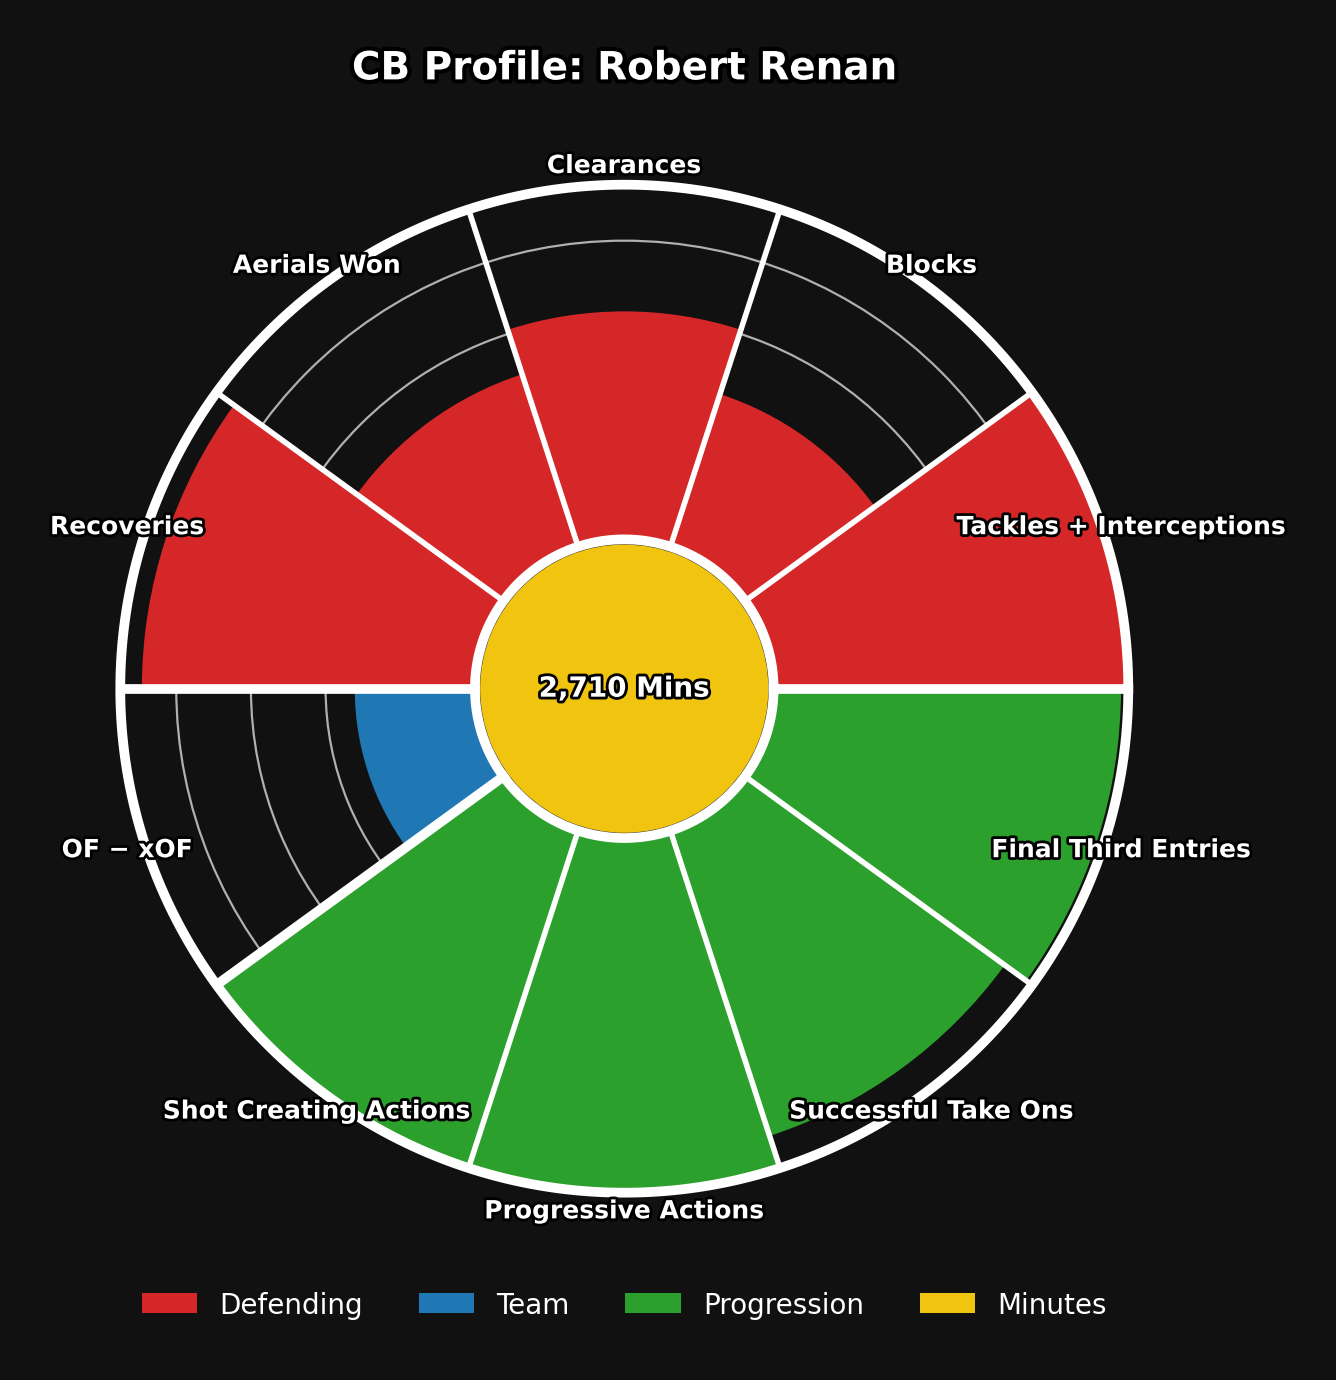 CB Profile: Robert Renan
Clearances
Aerials Won
Blocks
Recoveries
Tackles + Interceptions
2,710 Mins
OF − xOF
Final Third Entries
Shot Creating Actions
Successful Take Ons
Progressive Actions
Defending
Team
Progression
Minutes